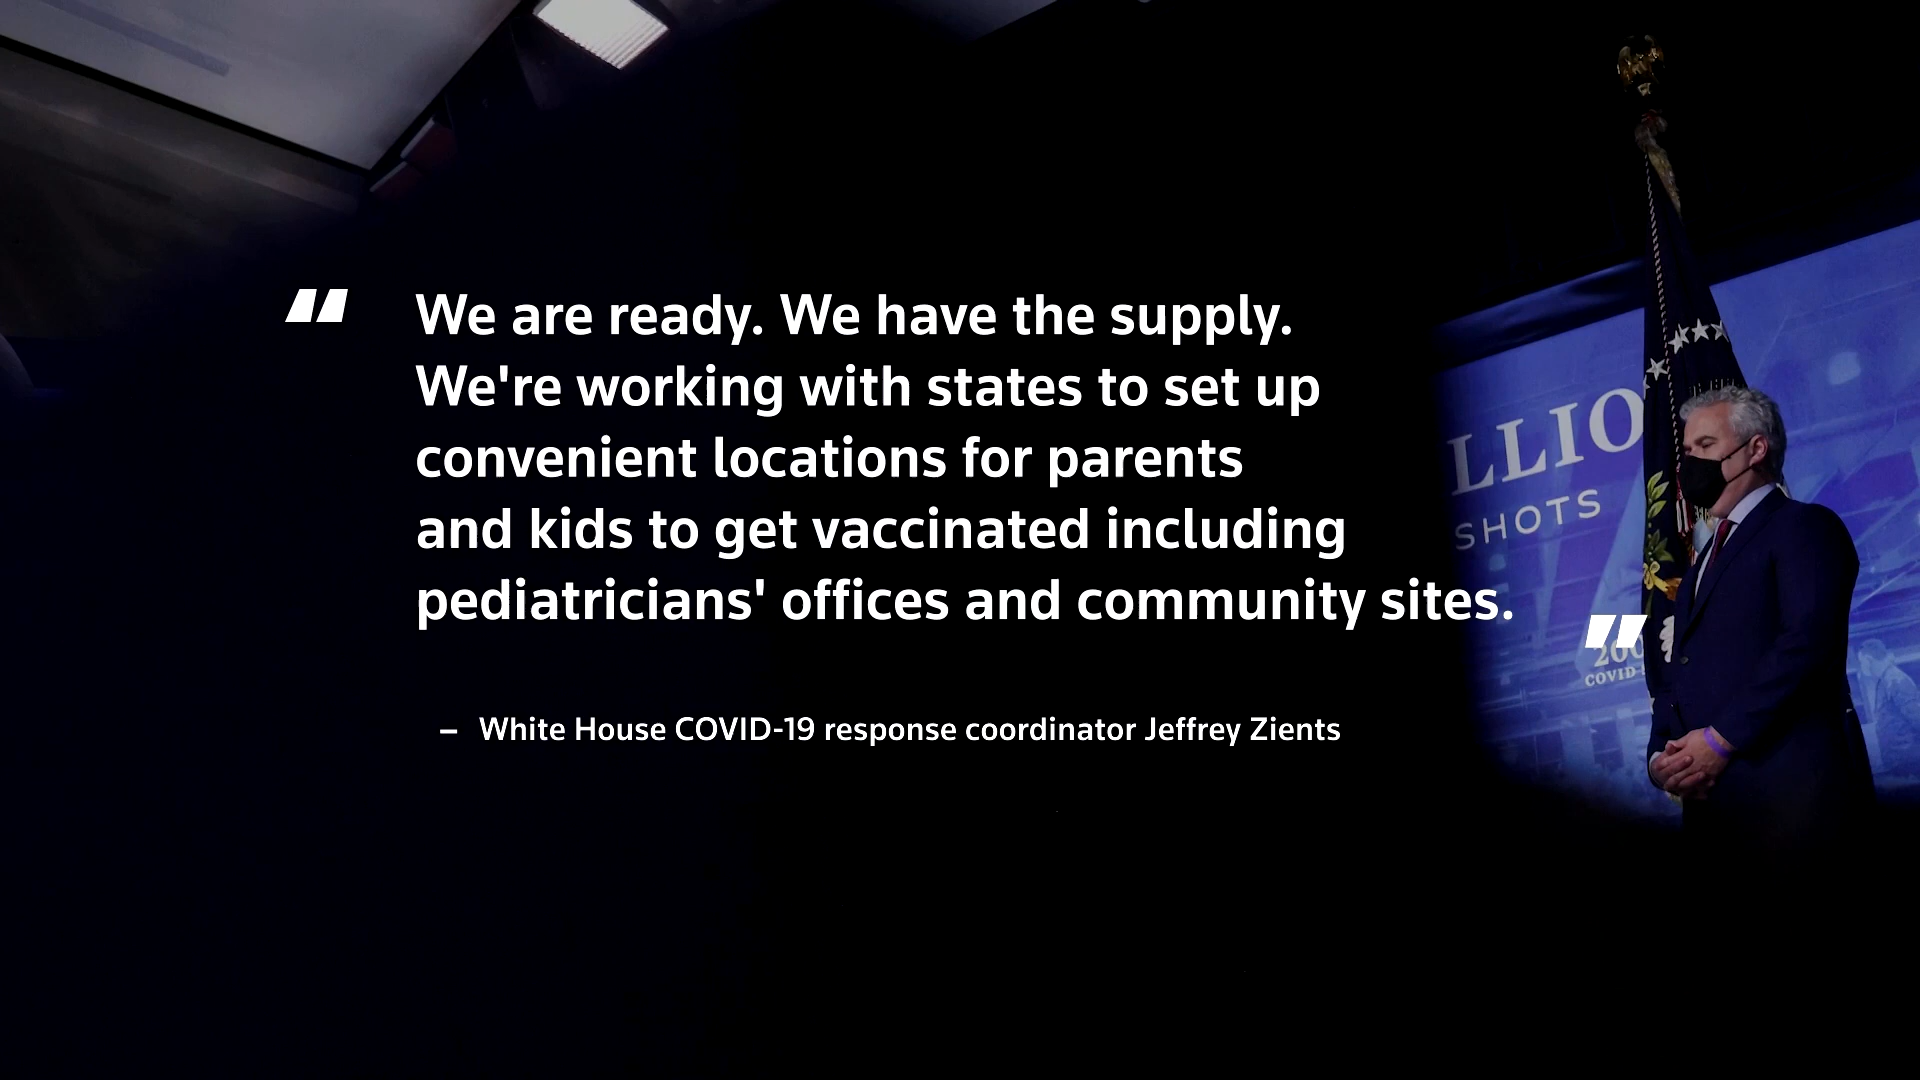 “
We are ready. We have the supply.
We're working with states to set up
convenient locations for parents
and kids to get vaccinated including
pediatricians' offices and community sites.
”
– White House COVID-19 response coordinator Jeffrey Zients
LLIO
SHOTS
200
COVID